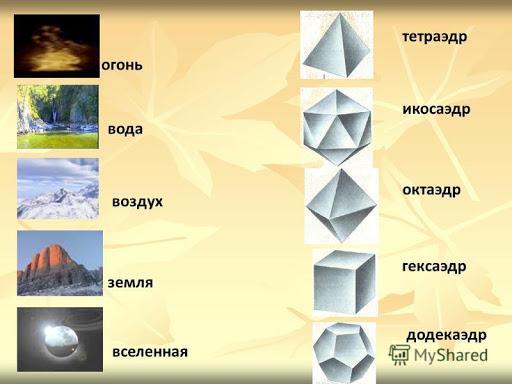 огонь
тетраэдр
вода
икосаэдр
воздух
октаэдр
земля
гексаэдр
вселенная
додекаэдр
MyShared